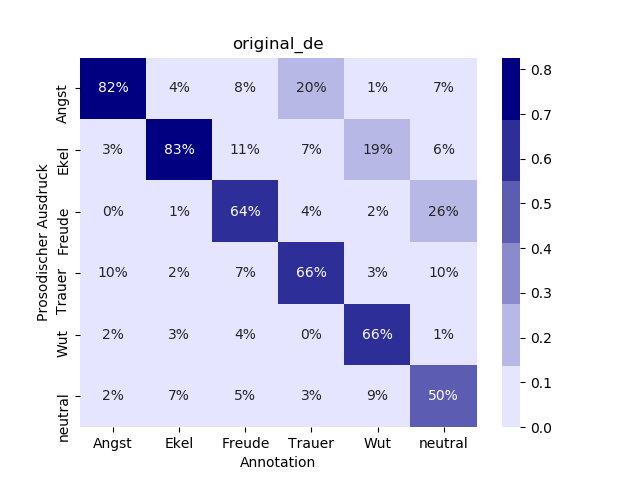 original_de
Prosodischer Ausdruck
Angst 82% 4% 8% 20% 1% 7%
Ekel 3% 83% 11% 7% 19% 6%
Freude 0% 1% 64% 4% 2% 26%
Trauer 10% 2% 7% 66% 3% 10%
Wut 2% 3% 4% 0% 66% 1%
neutral 2% 7% 5% 3% 9% 50%
Angst Ekel Freude Trauer Wut neutral
Annotation
0.8
0.7
0.6
0.5
0.4
0.3
0.2
0.1
0.0